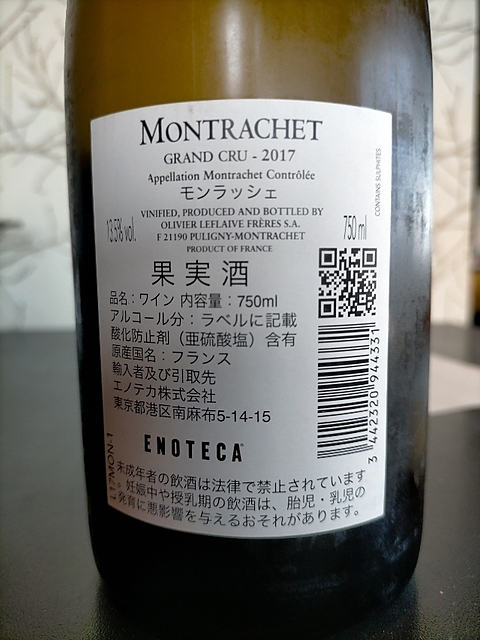 MONTRACHET
GRAND CRU - 2017
Appellation Montrachet Contrôlée
モンラッシェ
VINIFIED, PRODUCED AND BOTTLED BY
OLIVIER LEFLAIVE FRÈRES S.A.
F 21190 PULIGNY-MONTRACHET
PRODUCT OF FRANCE
13.5% vol.
750 ml
CONTAINS SULPHITES
果実酒
品名：ワイン 内容量：750ml
アルコール分：ラベルに記載
酸化防止剤（亜硫酸塩）含有
原産国名：フランス
輸入者及び引取先
エノテカ株式会社
東京都港区南麻布5-14-15
3 442320 944331
ENOTECA
L17MON-1
未成年者の飲酒は法律で禁止されています
。妊娠中や授乳期の飲酒は、胎児・乳児の
発育に悪影響を与えるおそれがあります。